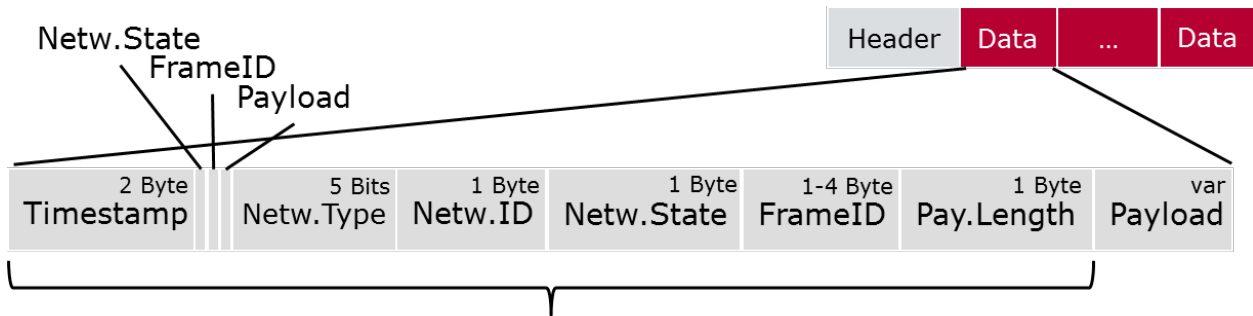 Header Data ... Data
Netw.State
FrameID
Payload
2 Byte 5 Bits 1 Byte 1 Byte 1-4 Byte 1 Byte var
Timestamp Netw.Type Netw.ID Netw.State FrameID Pay.Length Payload